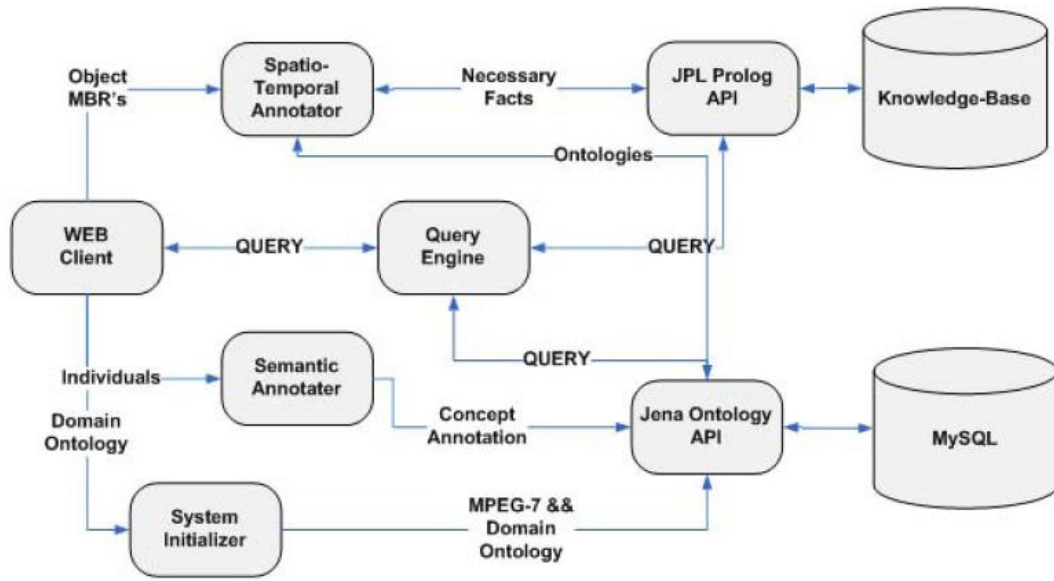 Object
MBR's
Spatio-
Temporal
Annotator
Necessary
Facts
JPL Prolog
API
Knowledge-Base
Ontologies
WEB
Client
QUERY
Query
Engine
QUERY
QUERY
Individuals
Semantic
Annotater
Domain
Ontology
Concept
Annotation
Jena Ontology
API
MySQL
System
Initializer
MPEG-7 &&
Domain
Ontology